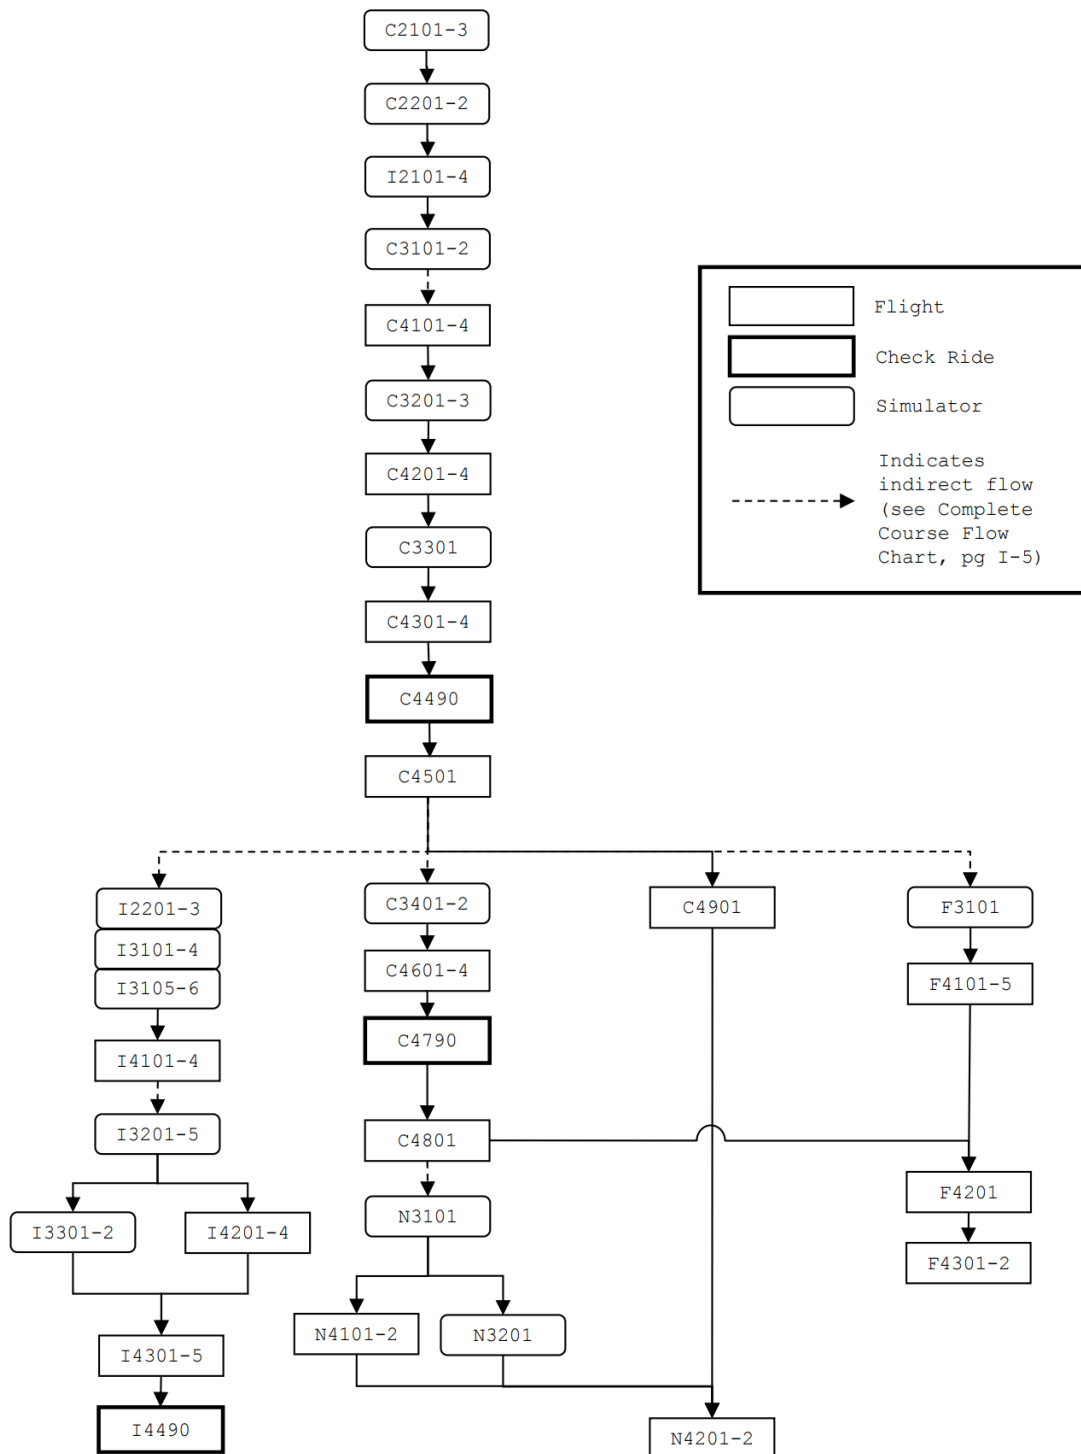 C2101-3
C2201-2
I2101-4
C3101-2
C4101-4
C3201-3
C4201-4
C3301
C4301-4
C4490
C4501
Flight
Check Ride
Simulator
Indicates
indirect flow
(see Complete
Course Flow
Chart, pg I-5)
I2201-3
I3101-4
I3105-6
I4101-4
I3201-5
I3301-2
I4201-4
I4301-5
I4490
C3401-2
C4601-4
C4790
C4801
N3101
N4101-2
N3201
C4901
N4201-2
F3101
F4101-5
F4201
F4301-2